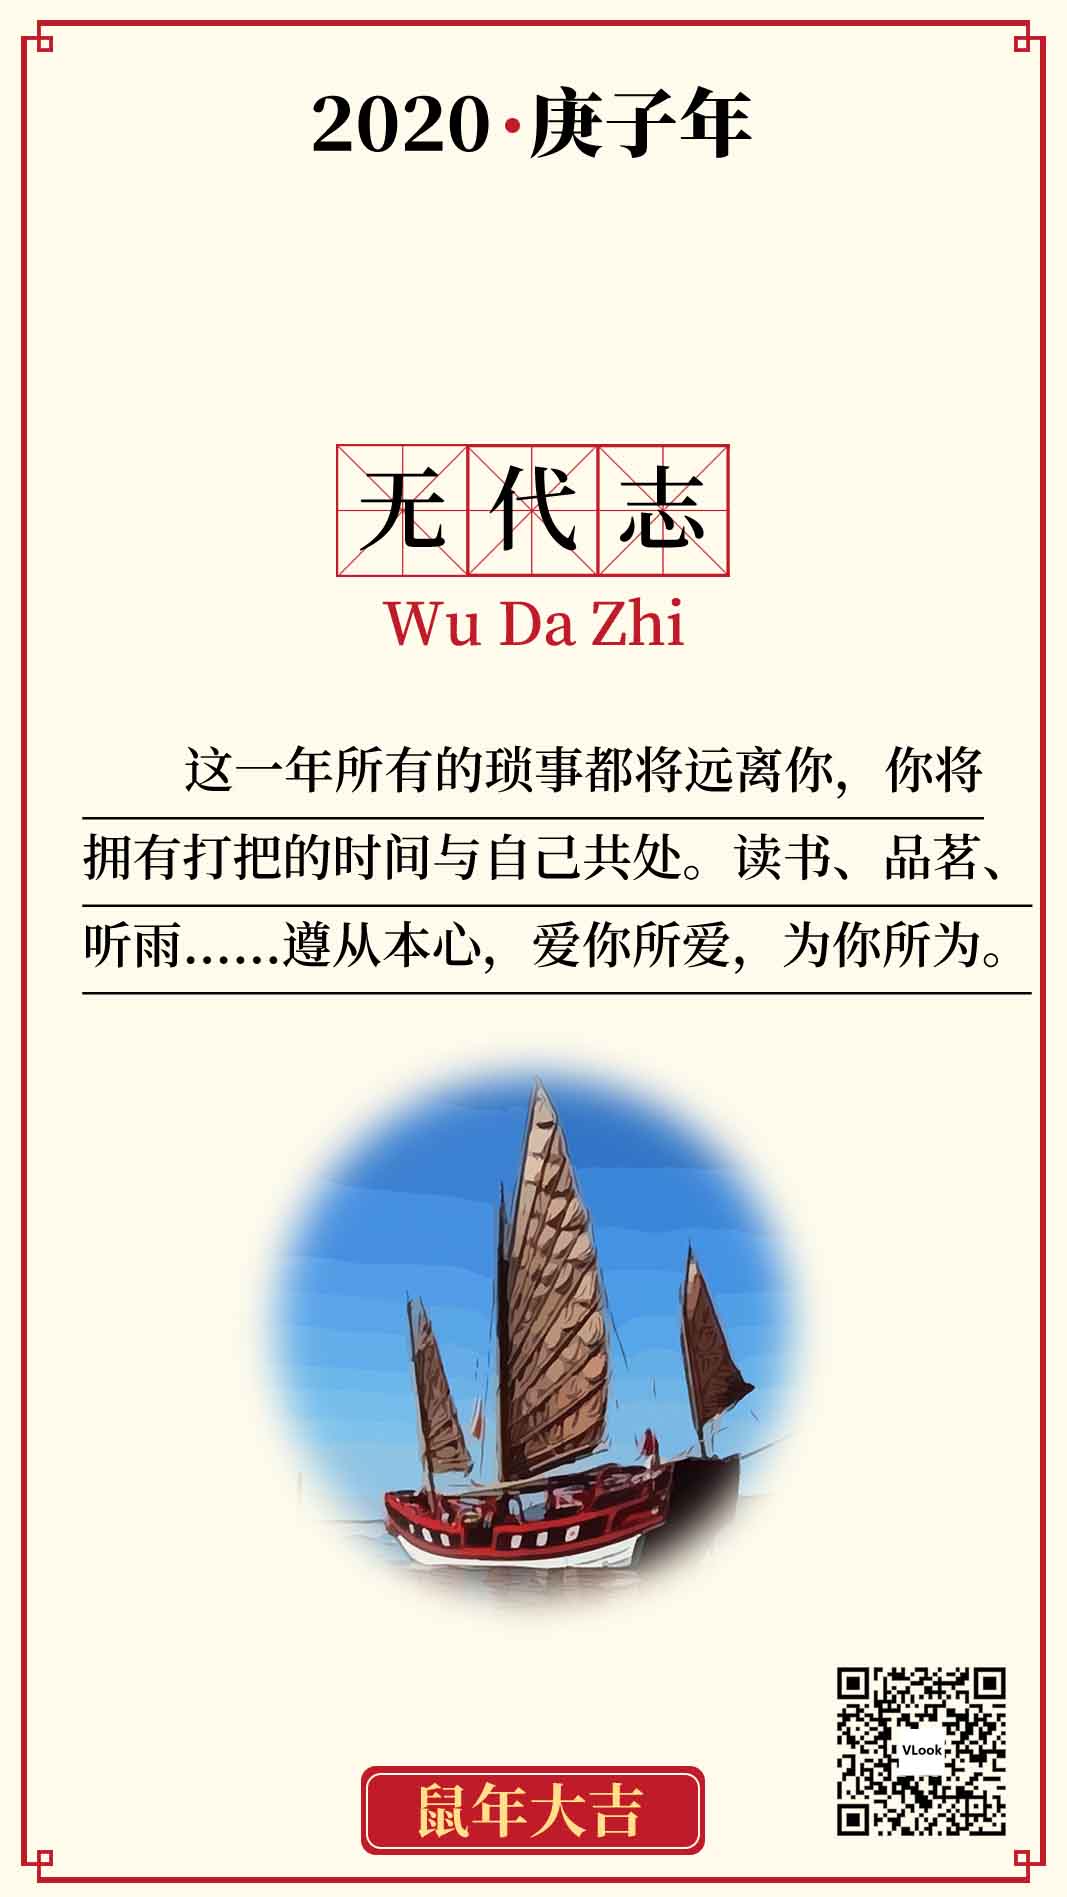 2020·庚子年
无代志
Wu Da Zhi
这一年所有的琐事都将远离你，你将
拥有打把的时间与自己共处。读书、品茗、
听雨……遵从本心，爱你所爱，为你所为。
VLook
鼠年大吉